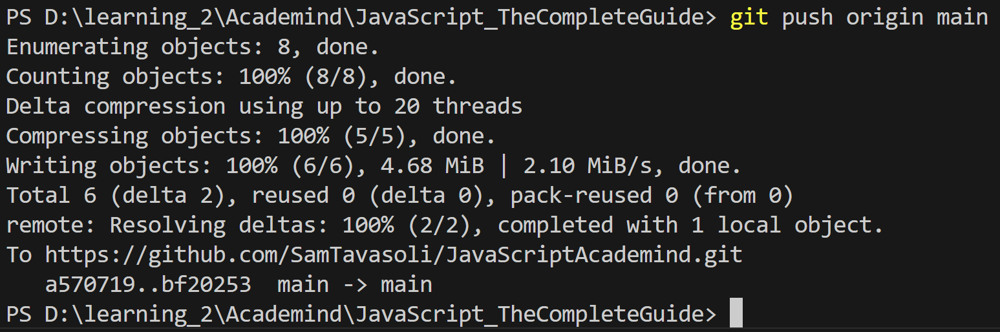 PS D:\learning_2\Academind\JavaScript_TheCompleteGuide> git push origin main
Enumerating objects: 8, done.
Counting objects: 100% (8/8), done.
Delta compression using up to 20 threads
Compressing objects: 100% (5/5), done.
Writing objects: 100% (6/6), 4.68 MiB | 2.10 MiB/s, done.
Total 6 (delta 2), reused 0 (delta 0), pack-reused 0 (from 0)
remote: Resolving deltas: 100% (2/2), completed with 1 local object.
To https://github.com/SamTavasoli/JavaScriptAcademind.git
   a570719..bf20253  main -> main
PS D:\learning_2\Academind\JavaScript_TheCompleteGuide>